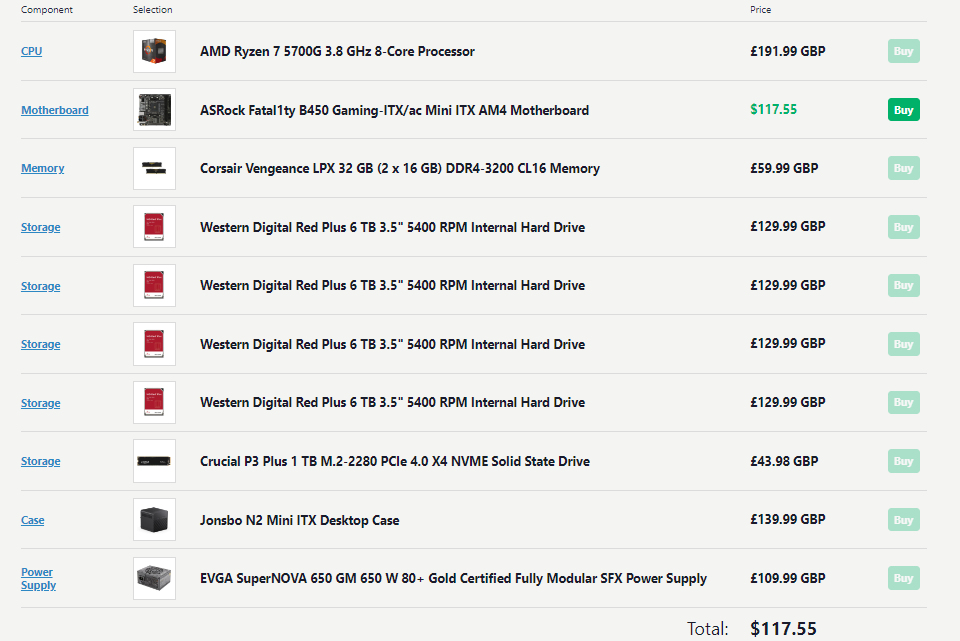 Component Selection Price
CPU AMD Ryzen 7 5700G 3.8 GHz 8-Core Processor £191.99 GBP Buy
Motherboard ASRock Fatal1ty B450 Gaming-ITX/ac Mini ITX AM4 Motherboard $117.55 Buy
Memory Corsair Vengeance LPX 32 GB (2 x 16 GB) DDR4-3200 CL16 Memory £59.99 GBP Buy
Storage Western Digital Red Plus 6 TB 3.5" 5400 RPM Internal Hard Drive £129.99 GBP Buy
Storage Western Digital Red Plus 6 TB 3.5" 5400 RPM Internal Hard Drive £129.99 GBP Buy
Storage Western Digital Red Plus 6 TB 3.5" 5400 RPM Internal Hard Drive £129.99 GBP Buy
Storage Western Digital Red Plus 6 TB 3.5" 5400 RPM Internal Hard Drive £129.99 GBP Buy
Storage Crucial P3 Plus 1 TB M.2-2280 PCIe 4.0 X4 NVME Solid State Drive £43.98 GBP Buy
Case Jonsbo N2 Mini ITX Desktop Case £139.99 GBP Buy
Power
Supply EVGA SuperNOVA 650 GM 650 W 80+ Gold Certified Fully Modular SFX Power Supply £109.99 GBP Buy
Total: $117.55